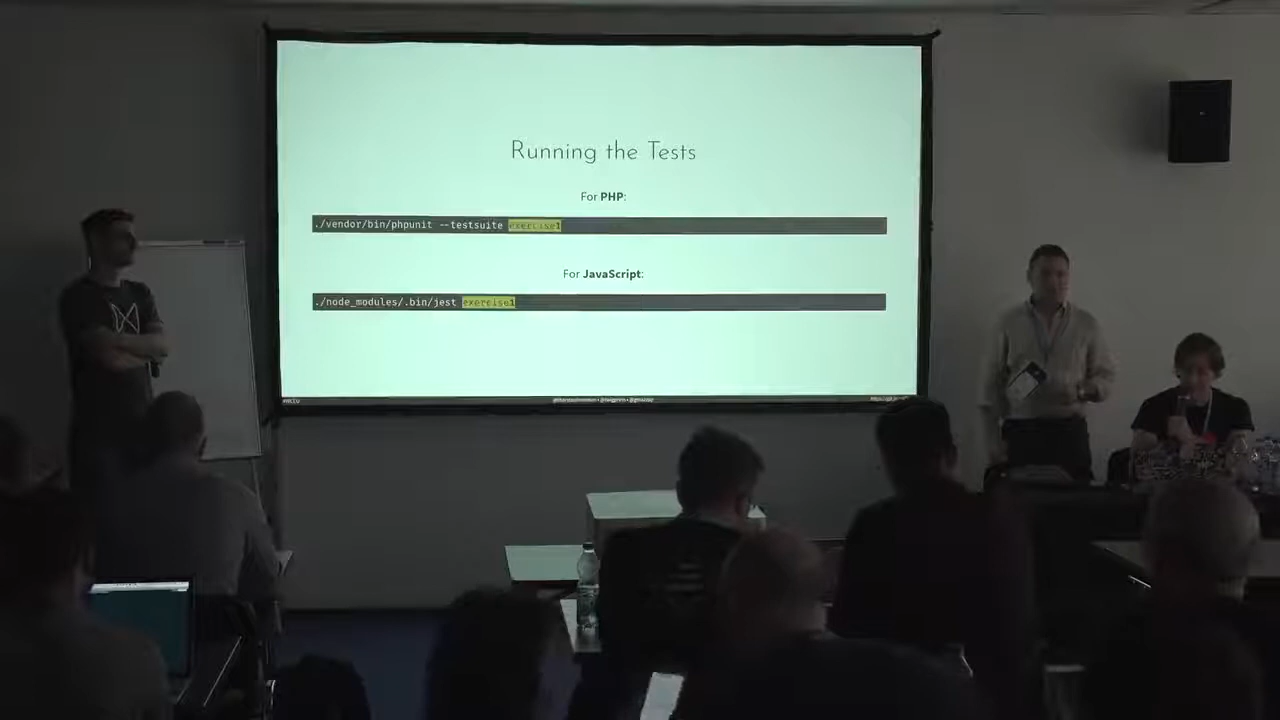 Running the Tests
For PHP:
./vendor/bin/phpunit --testsuite exercise1
For JavaScript:
./node_modules/.bin/jest exercise1